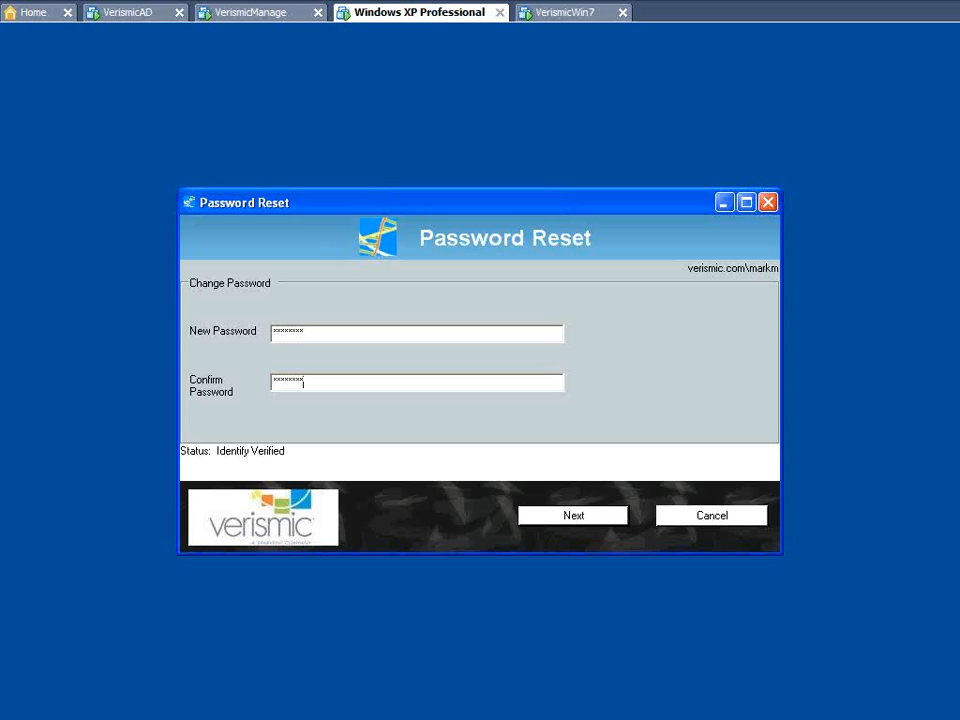 Home VerismicAD VerismicManage Windows XP Professional VerismicWin7
Password Reset
Password Reset
verismic.com\markm
Change Password
New Password ********
Confirm
Password
********
Status: Identify Verified
verismic
Next Cancel